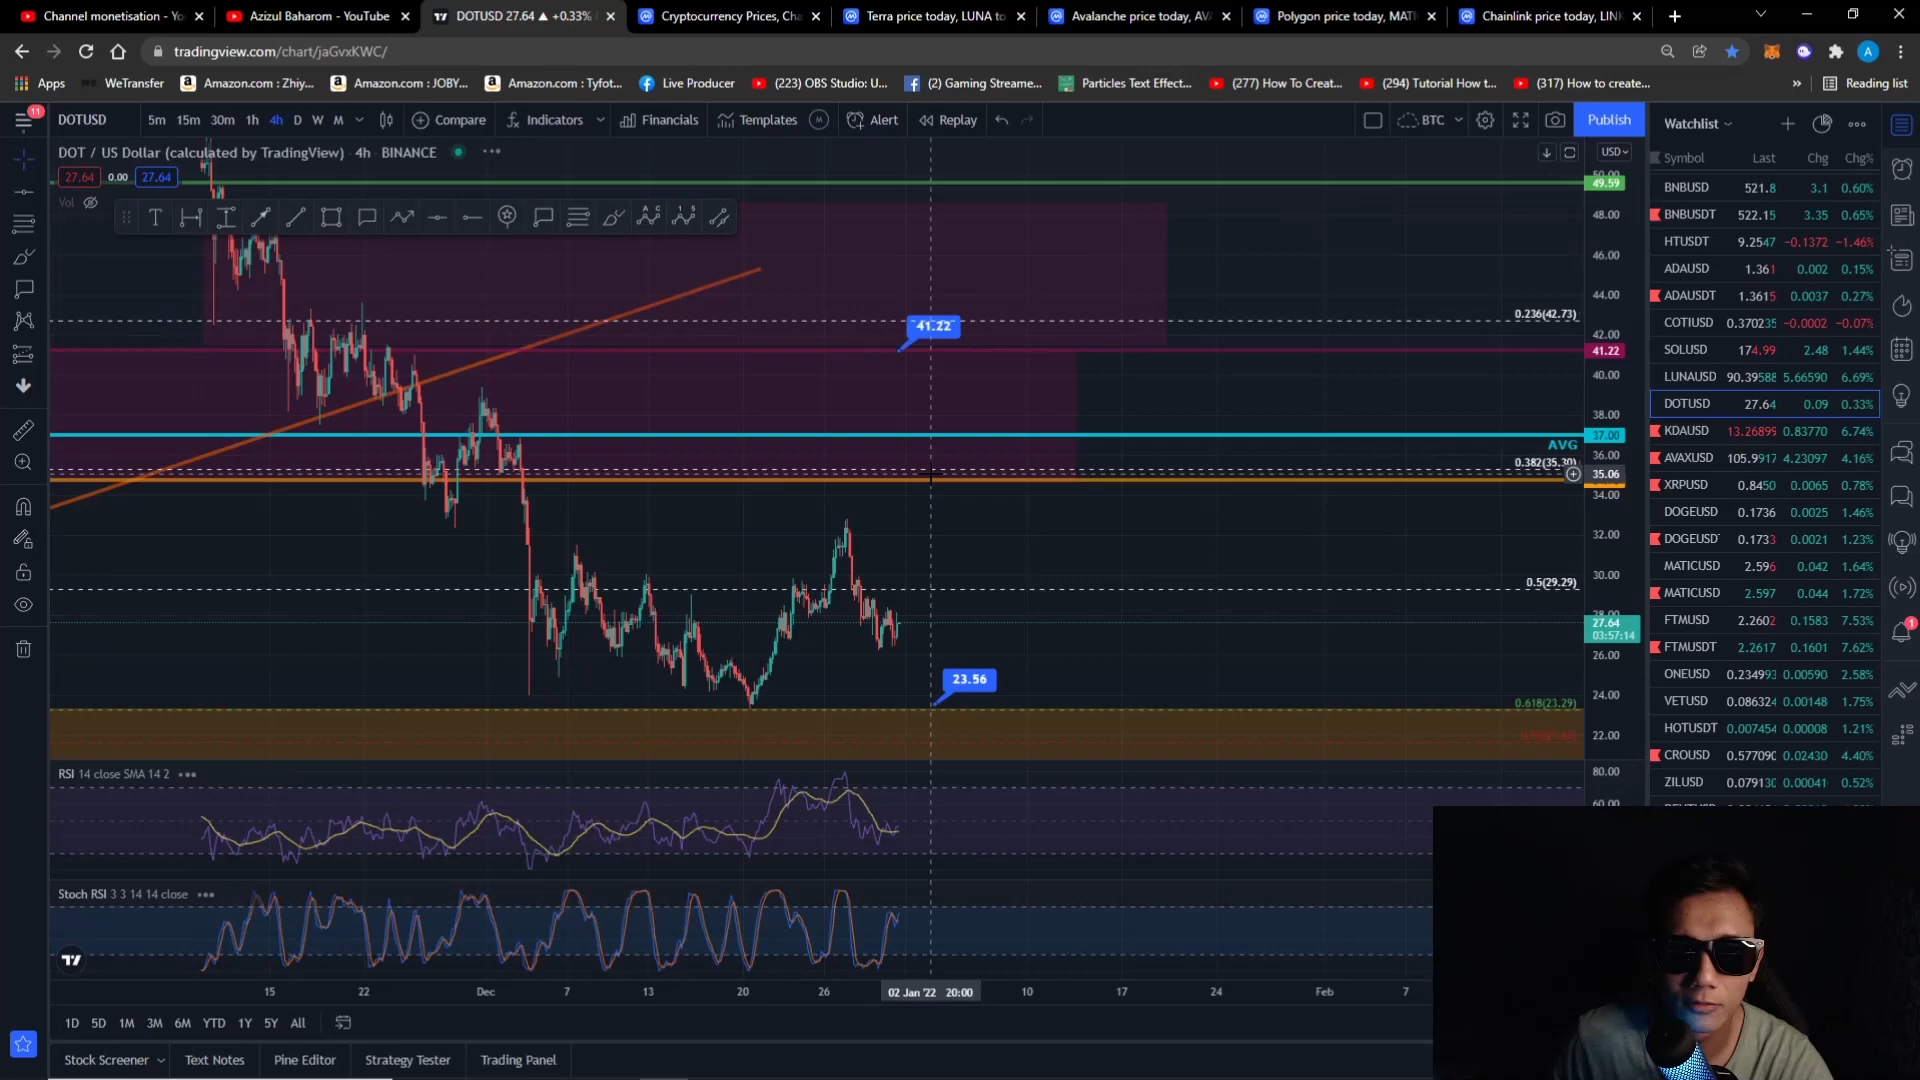 Channel monetisation - Yo
Azizul Baharom - YouTube
DOTUSD 27.64 ▲ +0.33%
Cryptocurrency Prices, Cha
Terra price today, LUNA to
Avalanche price today, AV
Polygon price today, MATI
Chainlink price today, LIN
tradingview.com/chart/jaGvxKWC/
A
Apps
WeTransfer
Amazon.com : Zhiy...
Amazon.com : JOBY...
Amazon.com : Tyfot...
Live Producer
(223) OBS Studio: U...
(2) Gaming Streame...
Particles Text Effect...
(277) How To Creat...
(294) Tutorial How t...
(317) How to create...
»
Reading list
11
DOTUSD
5m 15m 30m 1h 4h D W M
Compare
Indicators
Financials
Templates
M
Alert
Replay
BTC
Publish
Watchlist
DOT / US Dollar (calculated by TradingView) · 4h · BINANCE
USD
27.64 0.00 27.64
Vol
49.59
48.00
46.00
44.00
0.236(42.73)
42.00
41.22
41.22
40.00
38.00
37.00
AVG
36.00
0.382(35.30)
35.06
34.00
32.00
30.00
0.5(29.29)
28.00
27.64
03:57:14
26.00
23.56
24.00
0.618(23.29)
22.00
RSI 14 close SMA 14 2
80.00
60.00
Stoch RSI 3 3 14 14 close
15 22 Dec 7 13 20 26 02 Jan '22 20:00 10 17 24 Feb 7
1D 5D 1M 3M 6M YTD 1Y 5Y All
Stock Screener
Text Notes
Pine Editor
Strategy Tester
Trading Panel
Symbol Last Chg Chg%
BNBUSD 521.8 3.1 0.60%
BNBUSDT 522.15 3.35 0.65%
HTUSDT 9.2547 −0.1372 −1.46%
ADAUSD 1.361 0.002 0.15%
ADAUSDT 1.3615 0.0037 0.27%
COTIUSD 0.370235 −0.0002 −0.07%
SOLUSD 174.99 2.48 1.44%
LUNAUSD 90.39588 5.66590 6.69%
DOTUSD 27.64 0.09 0.33%
KDAUSD 13.26899 0.83770 6.74%
AVAXUSD 105.9917 4.23097 4.16%
XRPUSD 0.8450 0.0065 0.78%
DOGEUSD 0.1736 0.0025 1.46%
DOGEUSD 0.1733 0.0021 1.23%
MATICUSD 2.596 0.042 1.64%
MATICUSD 2.597 0.044 1.72%
FTMUSD 2.2602 0.1583 7.53%
FTMUSDT 2.2617 0.1601 7.62%
ONEUSD 0.234993 0.00590 2.58%
VETUSD 0.086324 0.00148 1.75%
HOTUSDT 0.007454 0.00008 1.21%
CROUSD 0.577090 0.02430 4.40%
ZILUSD 0.079130 0.00041 0.52%
1